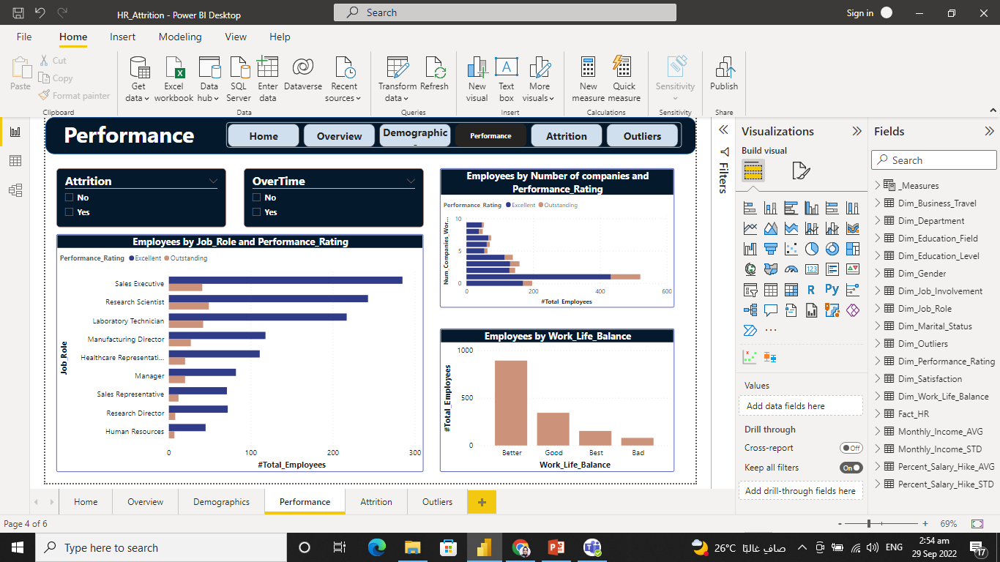 HR_Attrition - Power BI Desktop
Search
Sign in
File Home Insert Modeling View Help
Paste
Cut
Copy
Format painter
Clipboard
Get data
Excel workbook
Data hub
SQL Server
Enter data
Dataverse
Recent sources
Data
Transform data
Refresh
Queries
New visual
Text box
More visuals
Insert
New measure
Quick measure
Calculations
Sensitivity
Sensitivity
Publish
Share
Performance
Home
Overview
Demographic
Performance
Attrition
Outliers
Attrition
No
Yes
OverTime
No
Yes
Employees by Job_Role and Performance_Rating
Performance_Rating Excellent Outstanding
Job_Role
Sales Executive
Research Scientist
Laboratory Technician
Manufacturing Director
Healthcare Representati...
Manager
Sales Representative
Research Director
Human Resources
0 100 200 300
#Total_Employees
Employees by Number of companies and
Performance_Rating
Performance_Rating Excellent Outstanding
Num_Companies_Wor...
10
5
0
0 200 400 600
#Total_Employees
Employees by Work_Life_Balance
#Total_Employees
1000
500
0
Better Good Best Bad
Work_Life_Balance
Filters
Visualizations
Build visual
123
R
Py
Values
Add data fields here
Drill through
Cross-report
Off
Keep all filters
On
Add drill-through fields here
Fields
Search
_Measures
Dim_Business_Travel
Dim_Department
Dim_Education_Field
Dim_Education_Level
Dim_Gender
Dim_Job_Involvement
Dim_Job_Role
Dim_Marital_Status
Dim_Outliers
Dim_Performance_Rating
Dim_Satisfaction
Dim_Work_Life_Balance
Fact_HR
Monthly_Income_AVG
Monthly_Income_STD
Percent_Salary_Hike_AVG
Percent_Salary_Hike_STD
Home Overview Demographics Performance Attrition Outliers
Page 4 of 6
- + 69%
Type here to search
26°C صافٍ غالبًا
ENG
2:54 am
29 Sep 2022
17